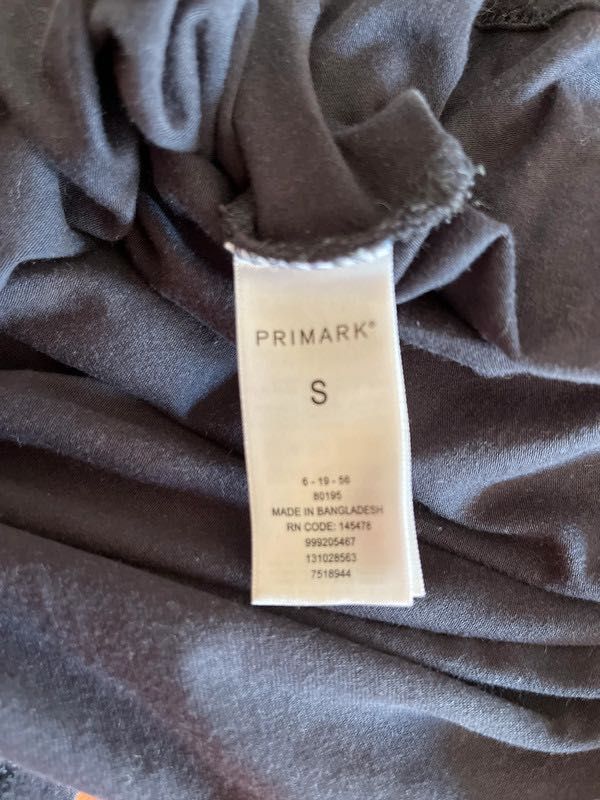 PRIMARK®
S
6 - 19 - 56
80195
MADE IN BANGLADESH
RN CODE: 145478
999205467
131028563
7518944